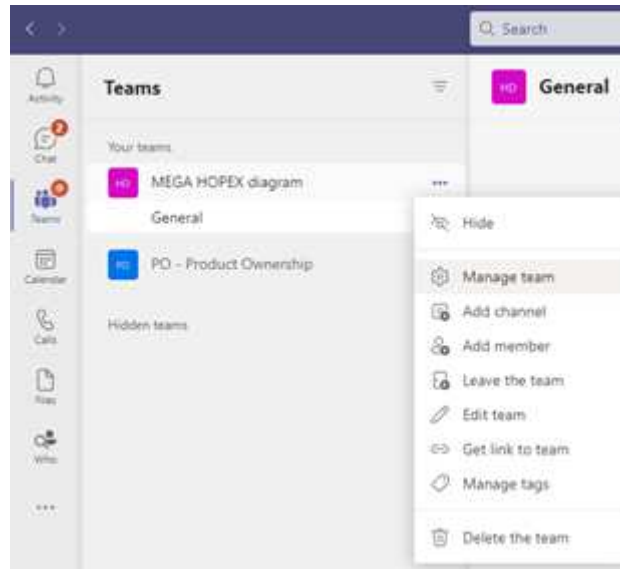 Search
Activity
Chat
2
Teams
Calendar
Calls
Files
Who
Teams
Your teams
HD
MEGA HOPEX diagram
General
PO
PO - Product Ownership
Hidden teams
HD
General
Hide
Manage team
Add channel
Add member
Leave the team
Edit team
Get link to team
Manage tags
Delete the team